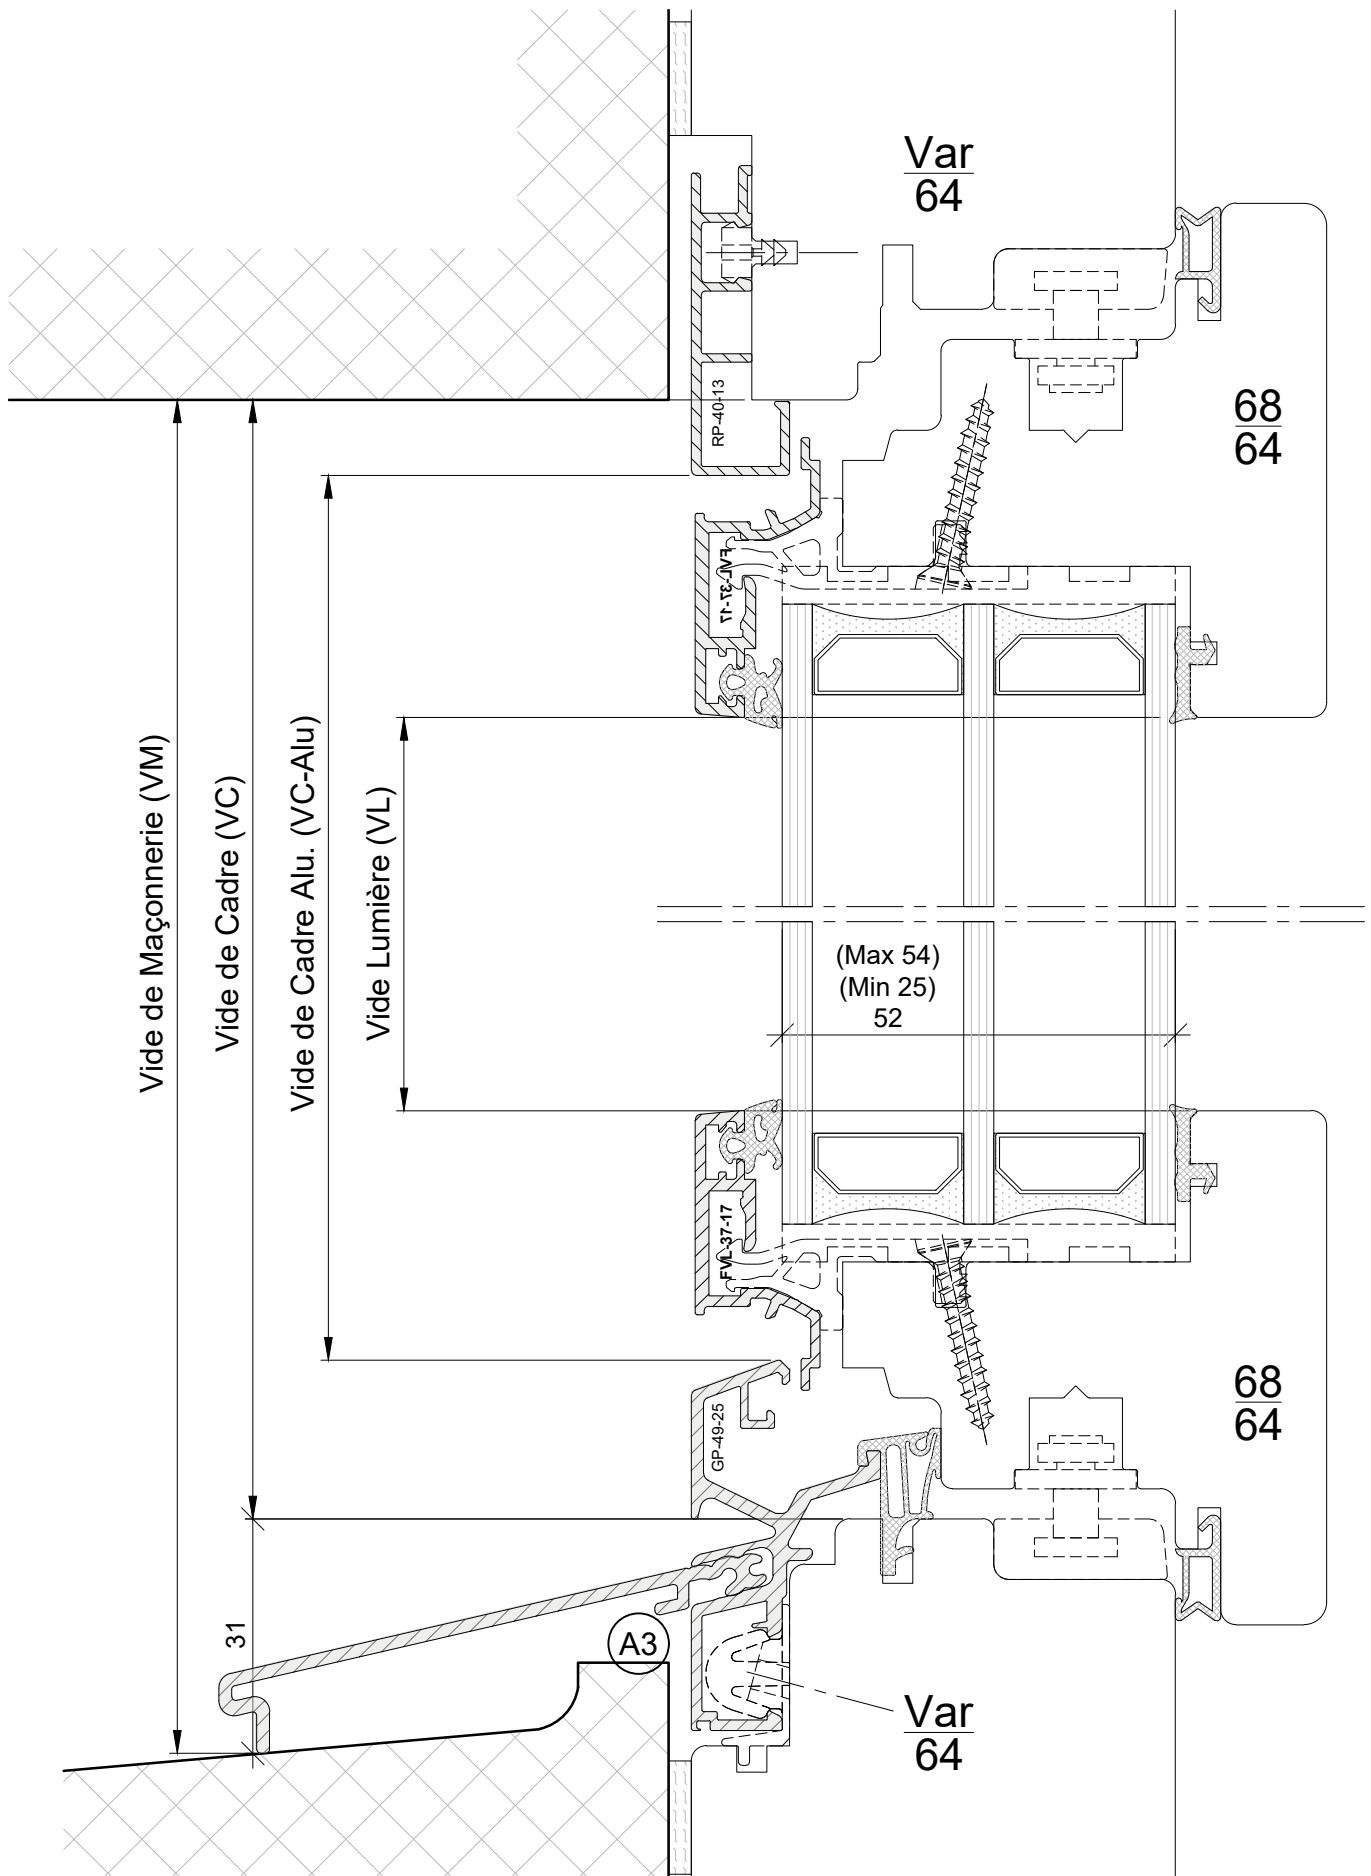 Var
64
RP-40-13
68
64
FVL-37-17
Vide de Maçonnerie (VM)
Vide de Cadre (VC)
Vide de Cadre Alu. (VC-Alu)
Vide Lumière (VL)
(Max 54)
(Min 25)
52
FVL-37-17
68
64
GP-49-25
31
A3
Var
64